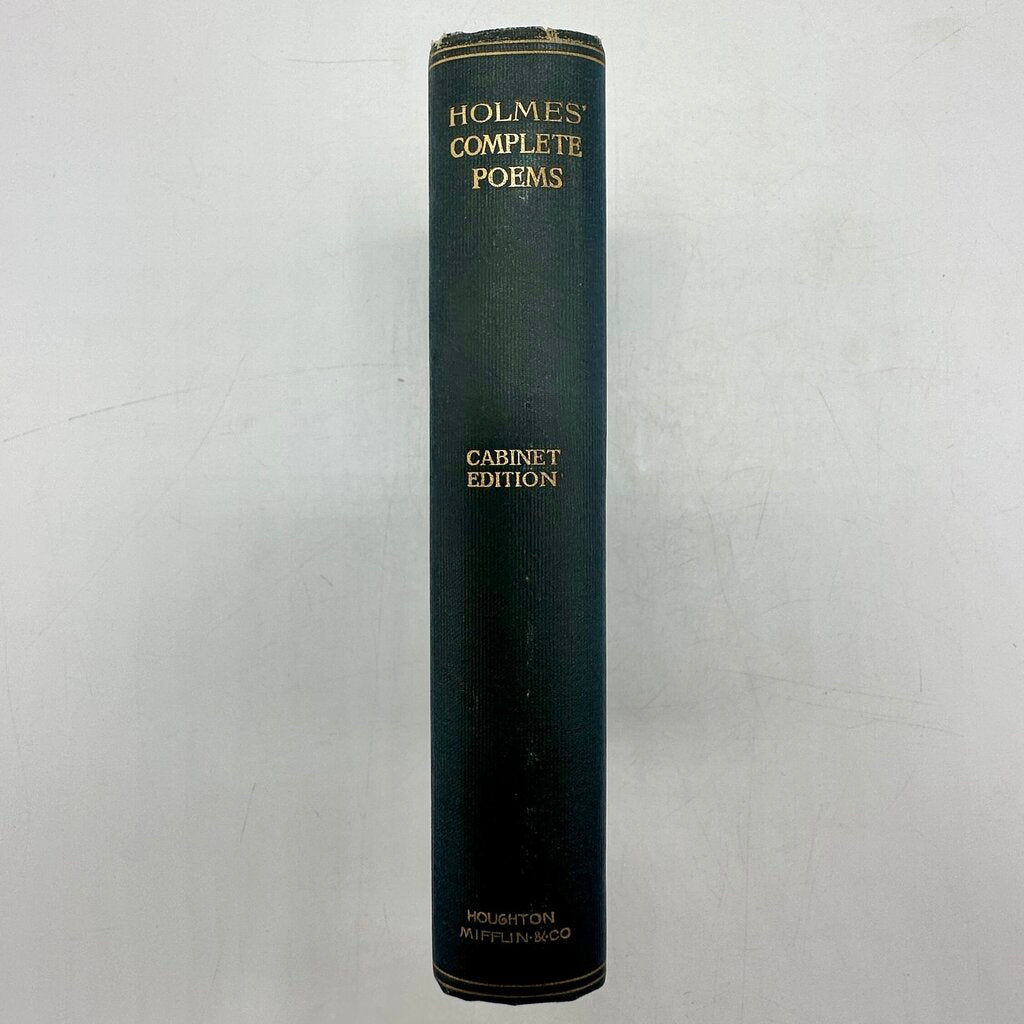 HOLMES'
COMPLETE
POEMS
CABINET
EDITION
HOUGHTON
MIFFLIN·&·CO